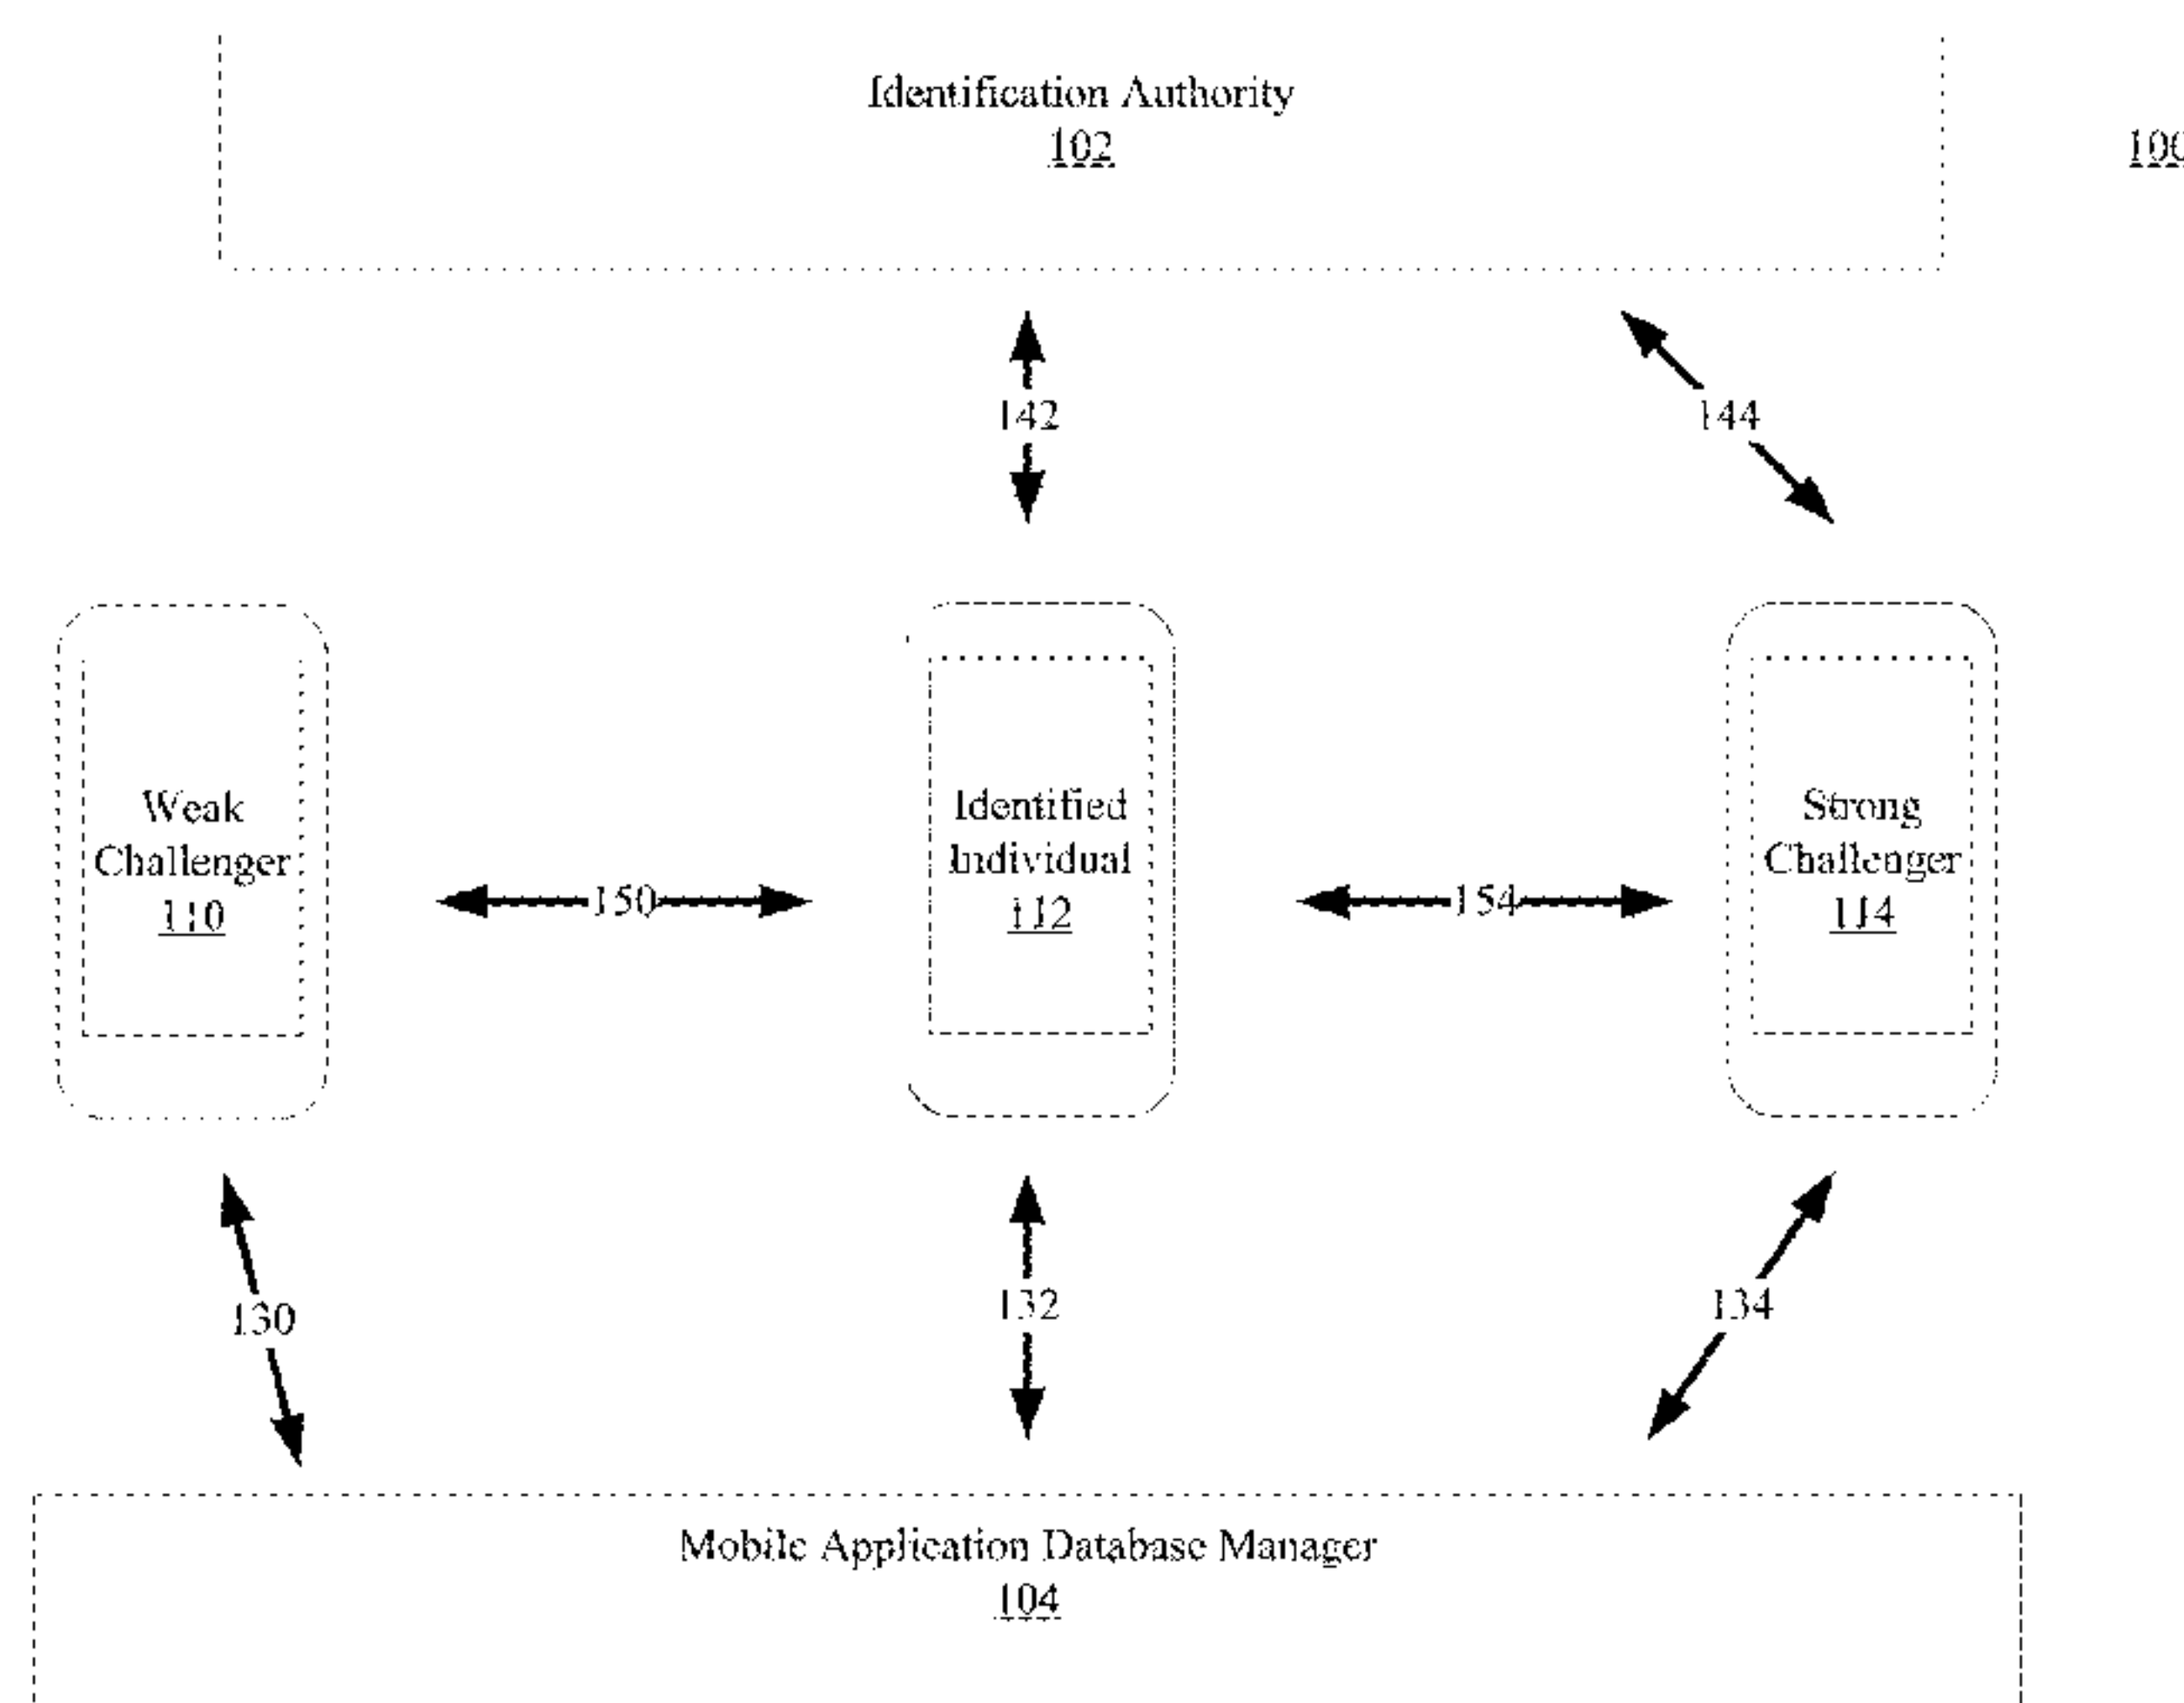 Identification Authority
102
100
142
144
Weak
Challenger
110
150
Identified
Individual
112
154
Strong
Challenger
114
130
132
134
Mobile Application Database Manager
104